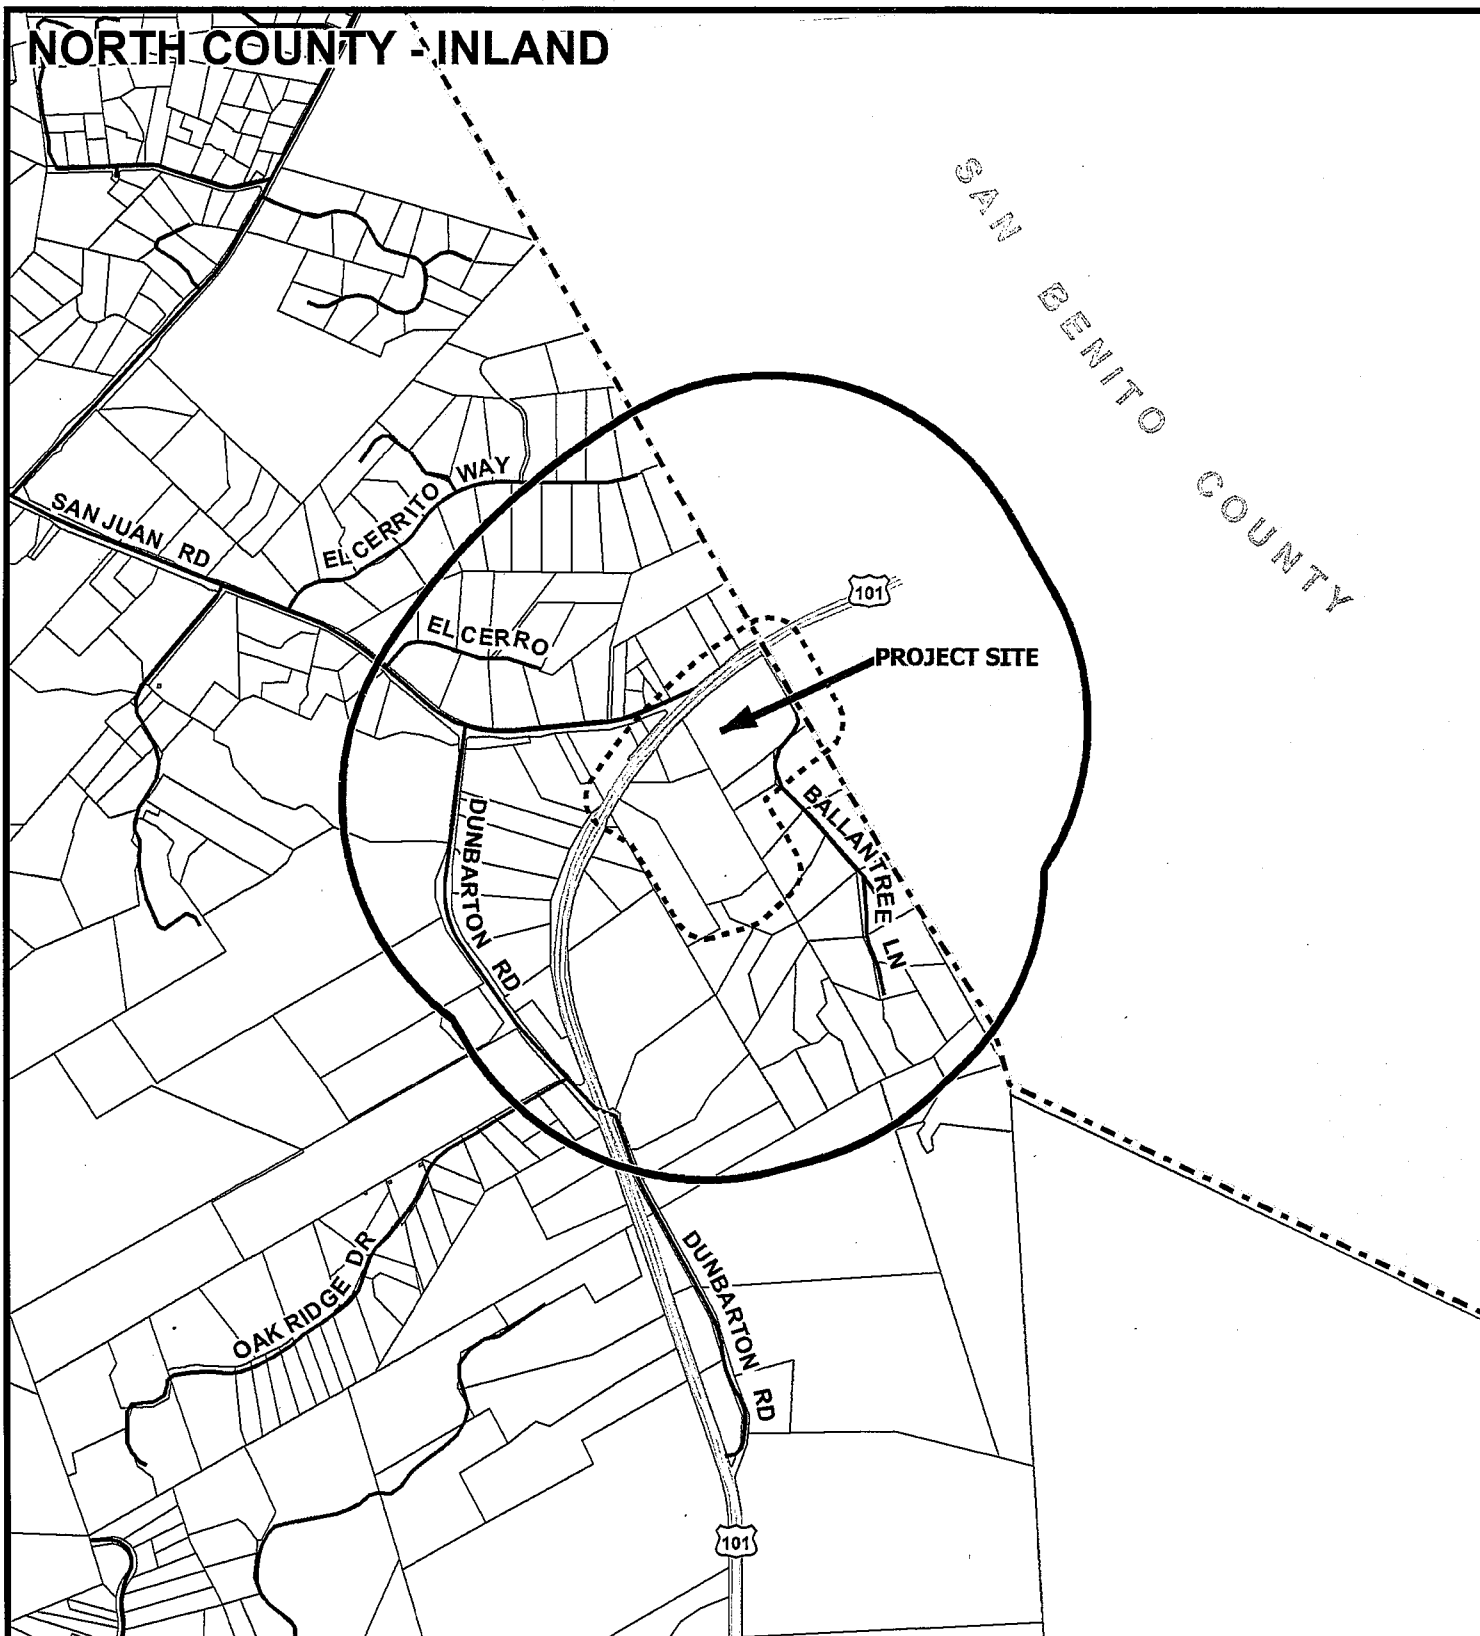 NORTH COUNTY - INLAND
SAN BENITO COUNTY
EL CERRITO WAY
SAN JUAN RD
101
EL CERRO
PROJECT SITE
BALLANTREE LN
DUNBARTON RD
DUNBARTON RD
OAK RIDGE DR
101